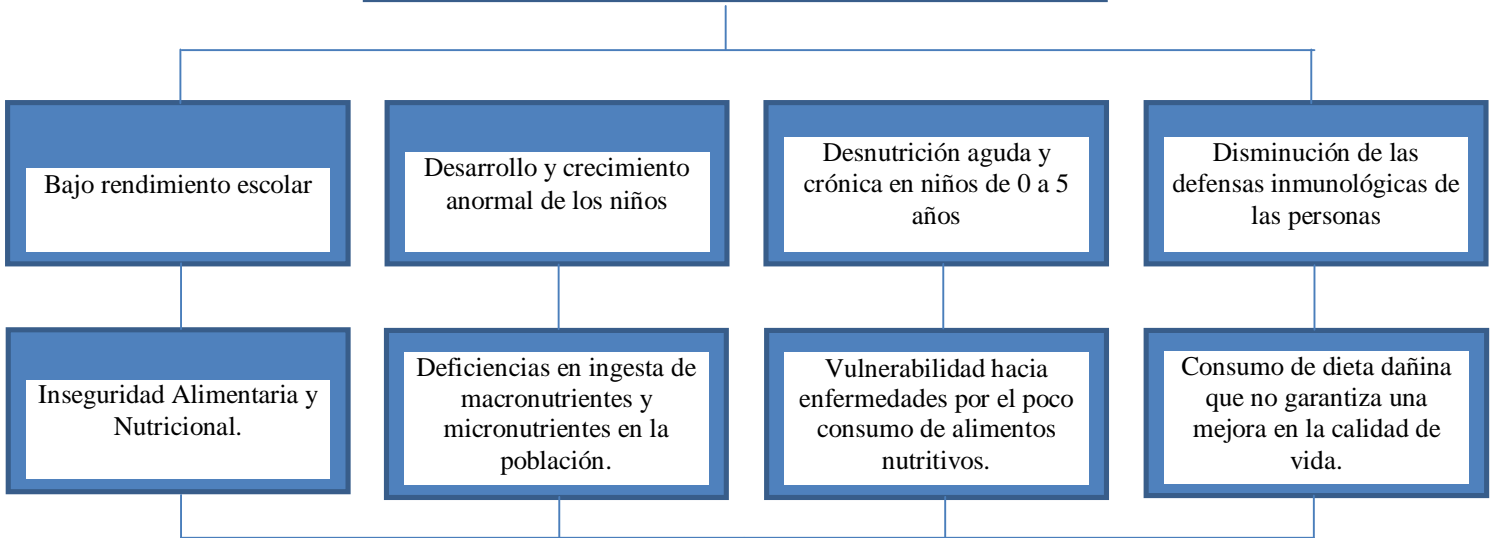 Bajo rendimiento escolar
Desarrollo y crecimiento
anormal de los niños
Desnutrición aguda y
crónica en niños de 0 a 5
años
Disminución de las
defensas inmunológicas de
las personas
Inseguridad Alimentaria y
Nutricional.
Deficiencias en ingesta de
macronutrientes y
micronutrientes en la
población.
Vulnerabilidad hacia
enfermedades por el poco
consumo de alimentos
nutritivos.
Consumo de dieta dañina
que no garantiza una
mejora en la calidad de
vida.